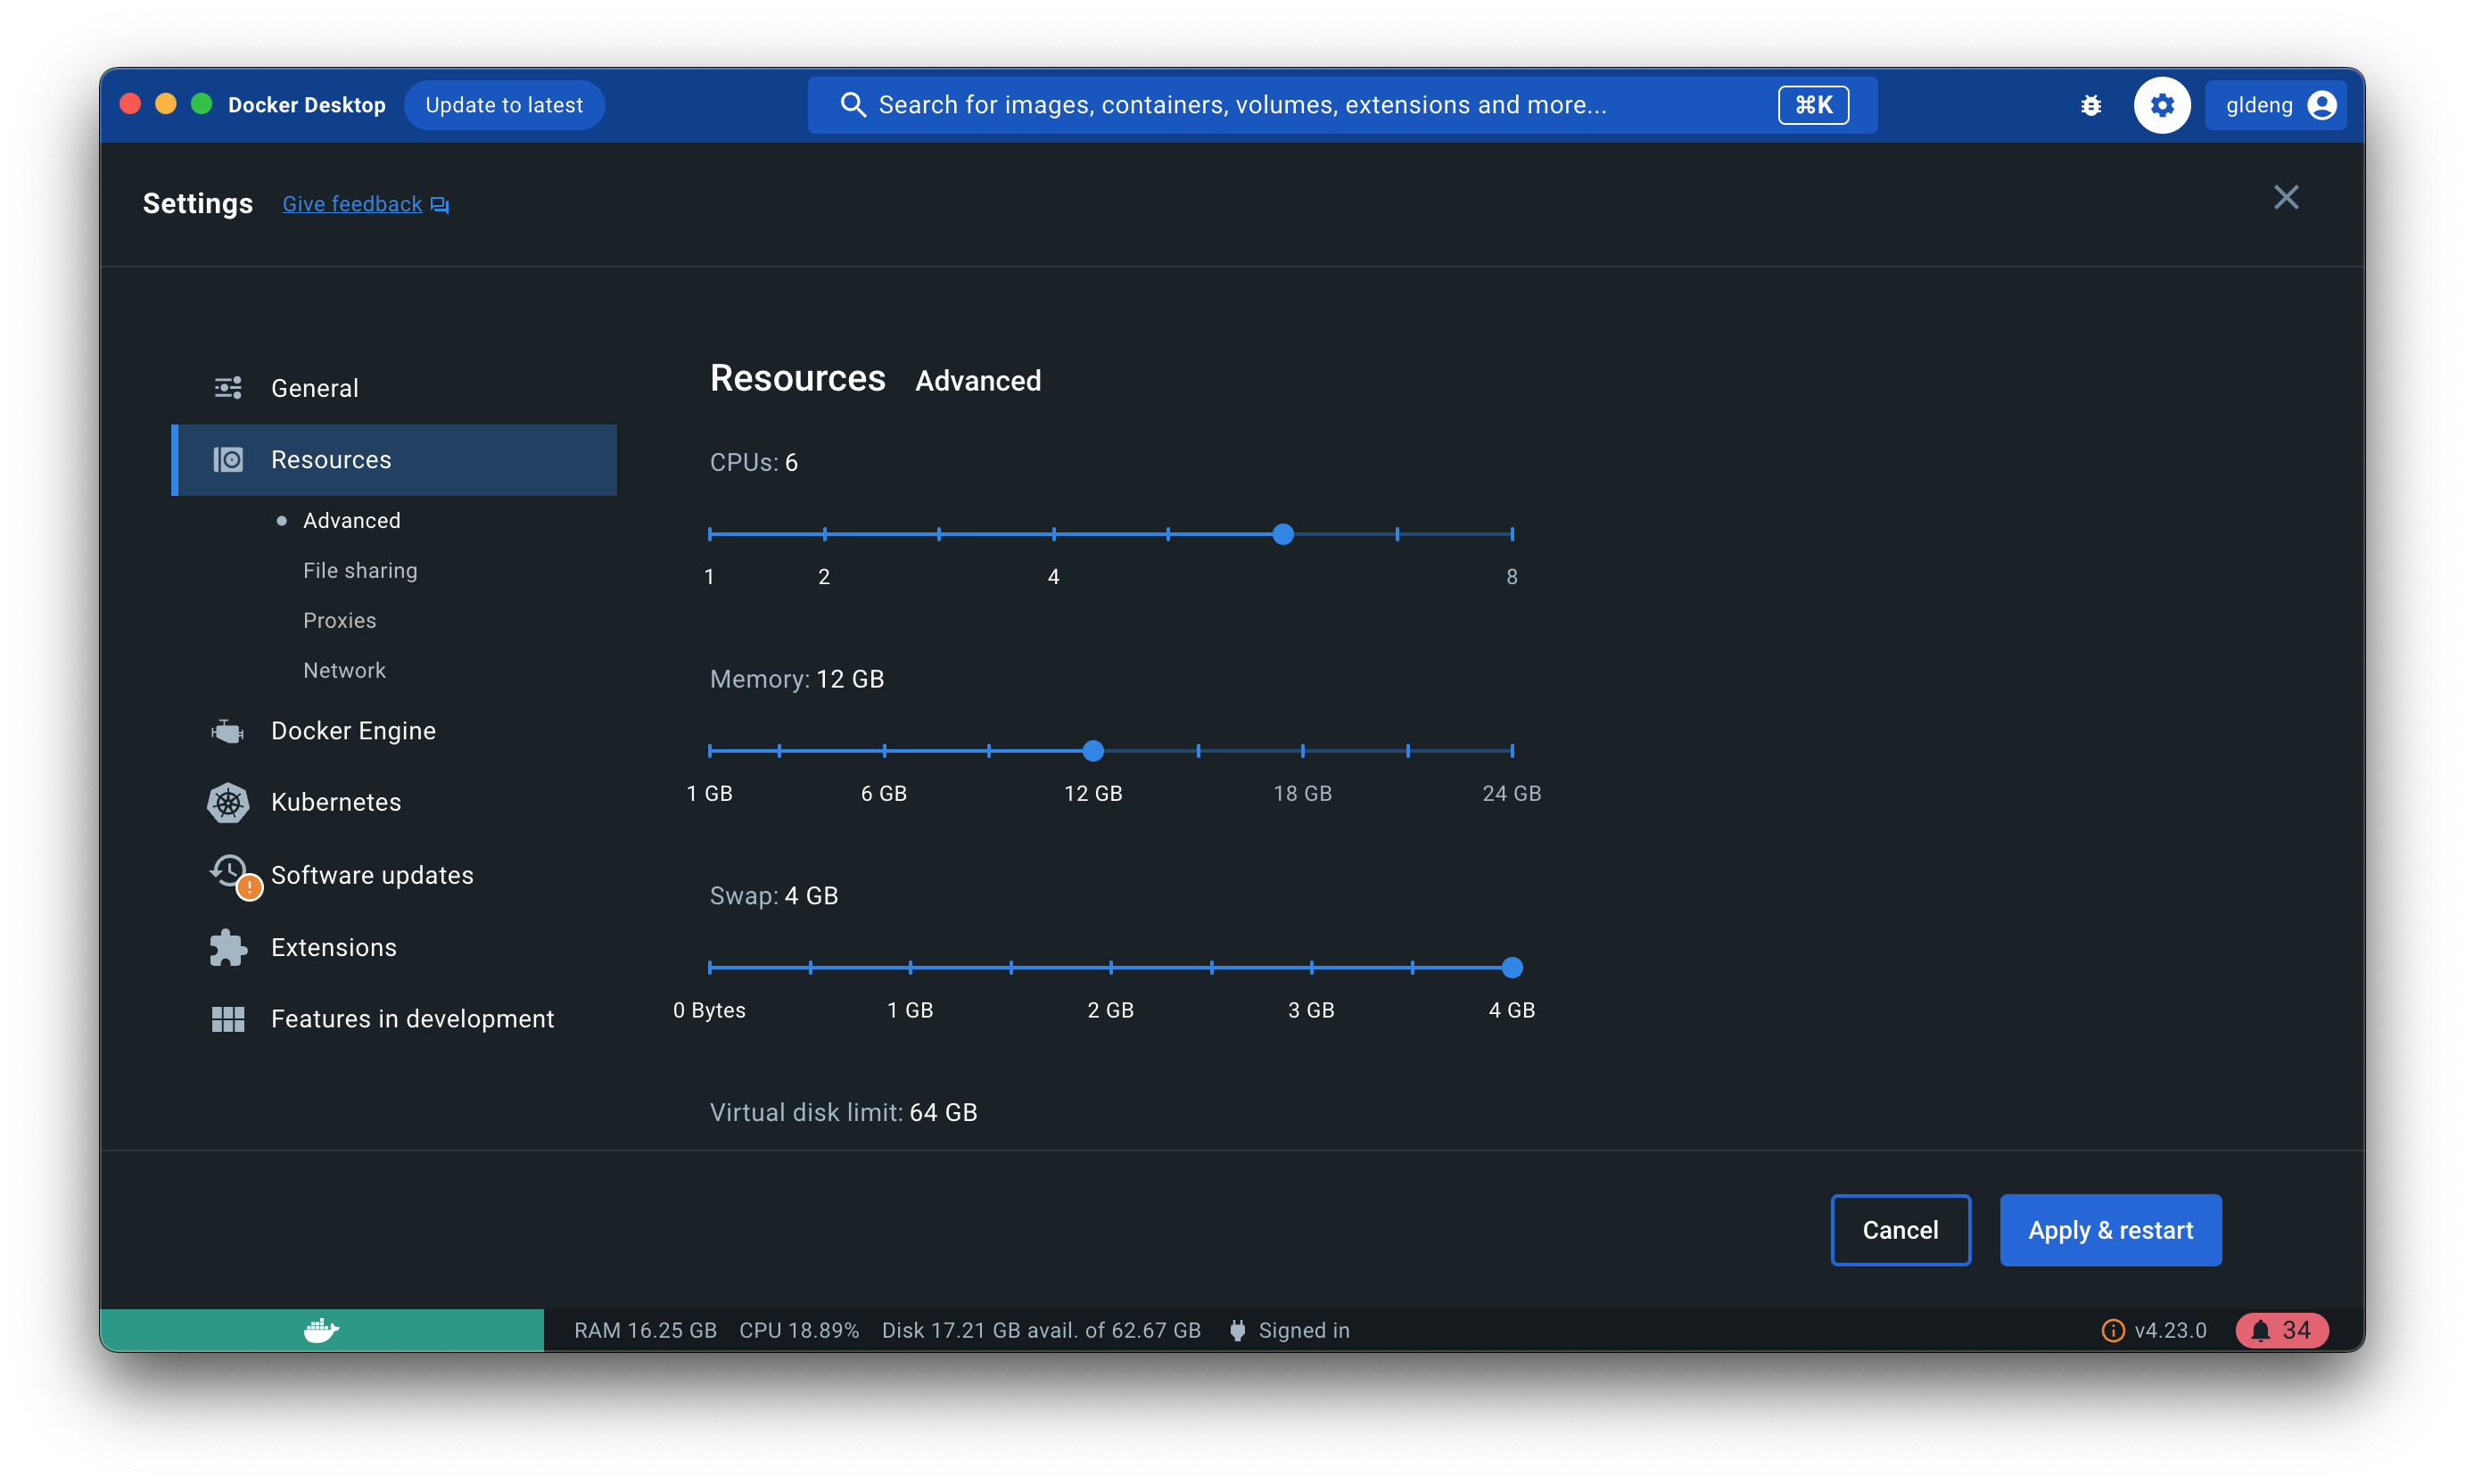 Docker Desktop Update to latest Search for images, containers, volumes, extensions and more... ⌘K gldeng
Settings Give feedback
General
Resources
Advanced
File sharing
Proxies
Network
Docker Engine
Kubernetes
Software updates
Extensions
Features in development
Resources Advanced
CPUs: 6
1 2 4 8
Memory: 12 GB
1 GB 6 GB 12 GB 18 GB 24 GB
Swap: 4 GB
0 Bytes 1 GB 2 GB 3 GB 4 GB
Virtual disk limit: 64 GB
Cancel Apply & restart
RAM 16.25 GB CPU 18.89% Disk 17.21 GB avail. of 62.67 GB Signed in v4.23.0 34